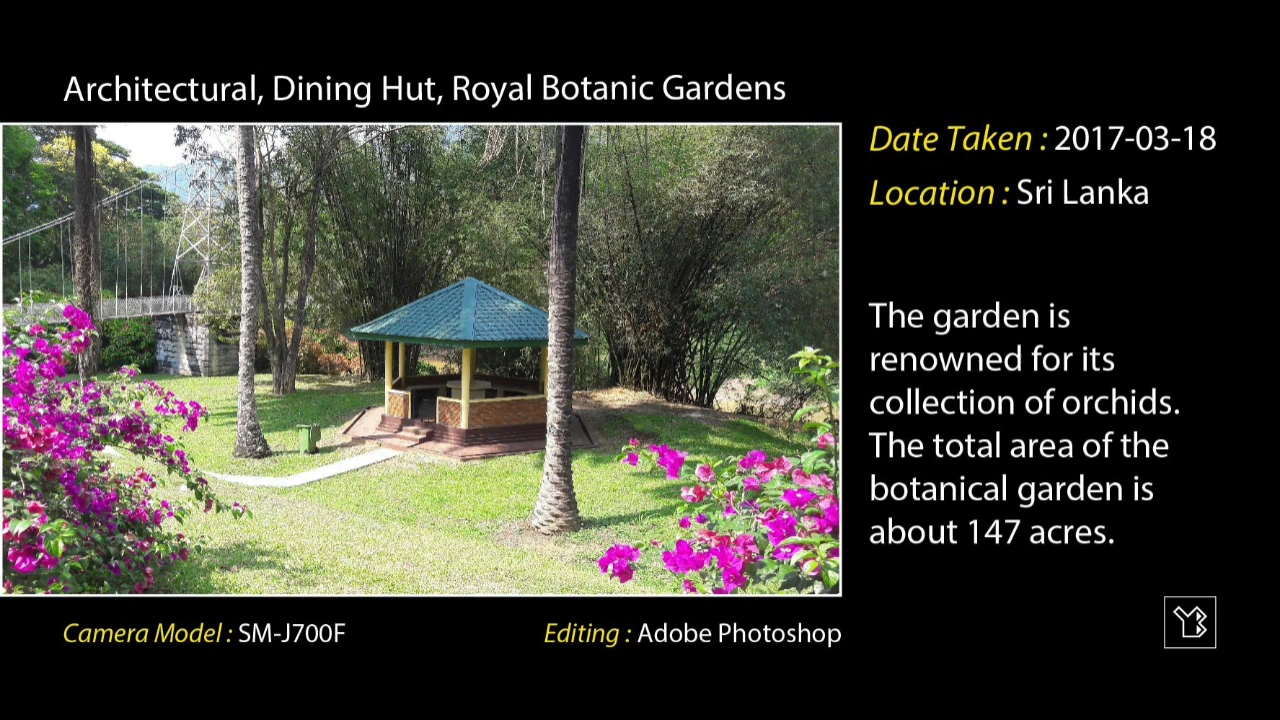 Architectural, Dining Hut, Royal Botanic Gardens
Date Taken : 2017-03-18
Location : Sri Lanka
The garden is
renowned for its
collection of orchids.
The total area of the
botanical garden is
about 147 acres.
Camera Model : SM-J700F
Editing : Adobe Photoshop